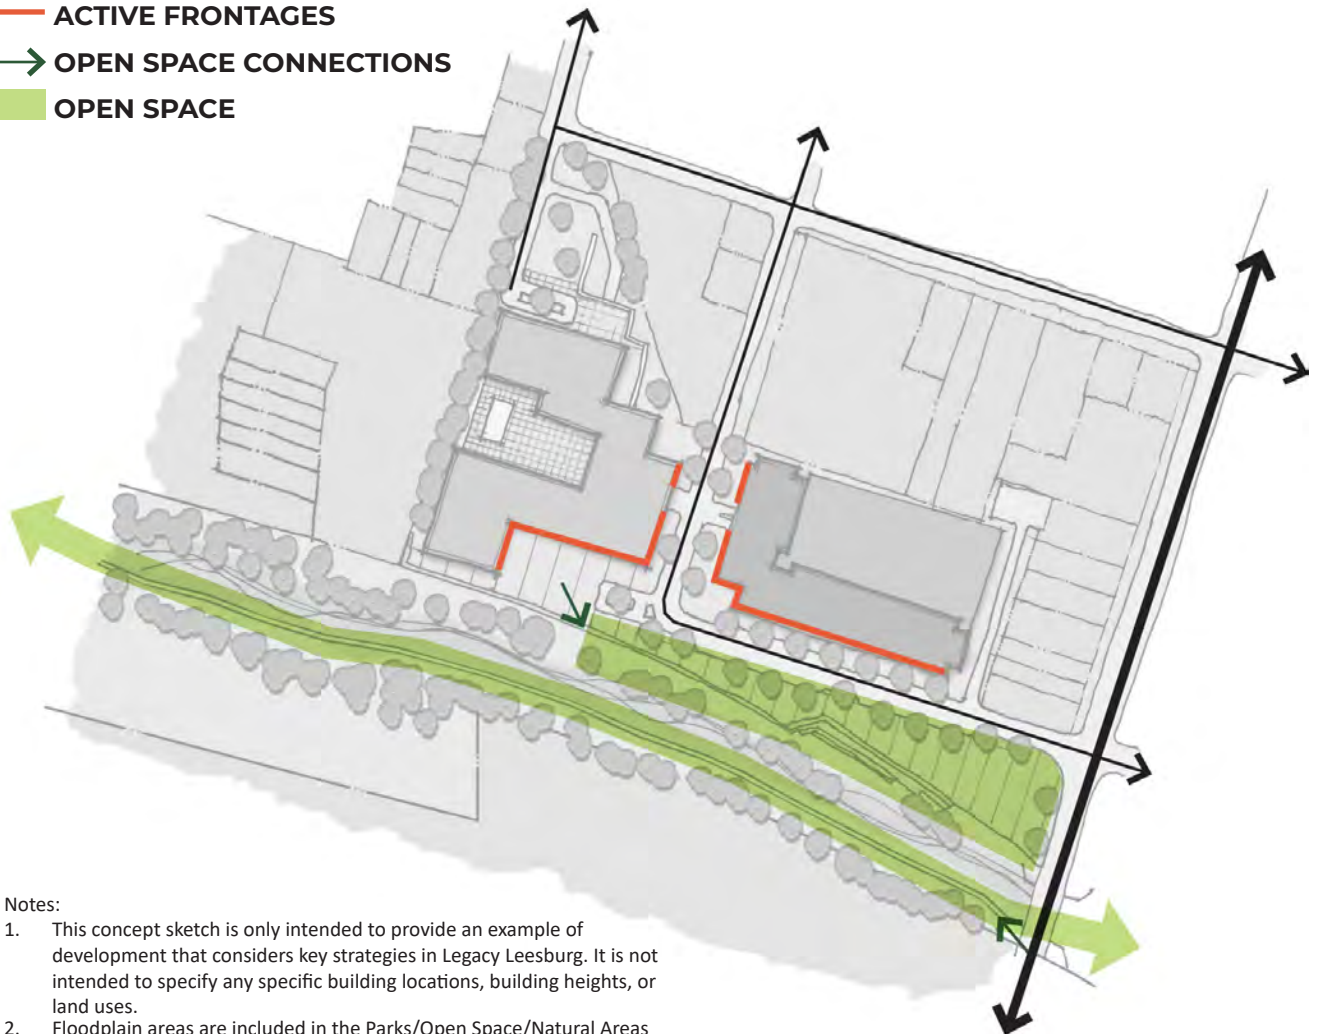 ACTIVE FRONTAGES
OPEN SPACE CONNECTIONS
OPEN SPACE
Notes:
1. This concept sketch is only intended to provide an example of
development that considers key strategies in Legacy Leesburg. It is not
intended to specify any specific building locations, building heights, or
land uses.
2. Floodplain areas are included in the Parks/Open Space/Natural Areas